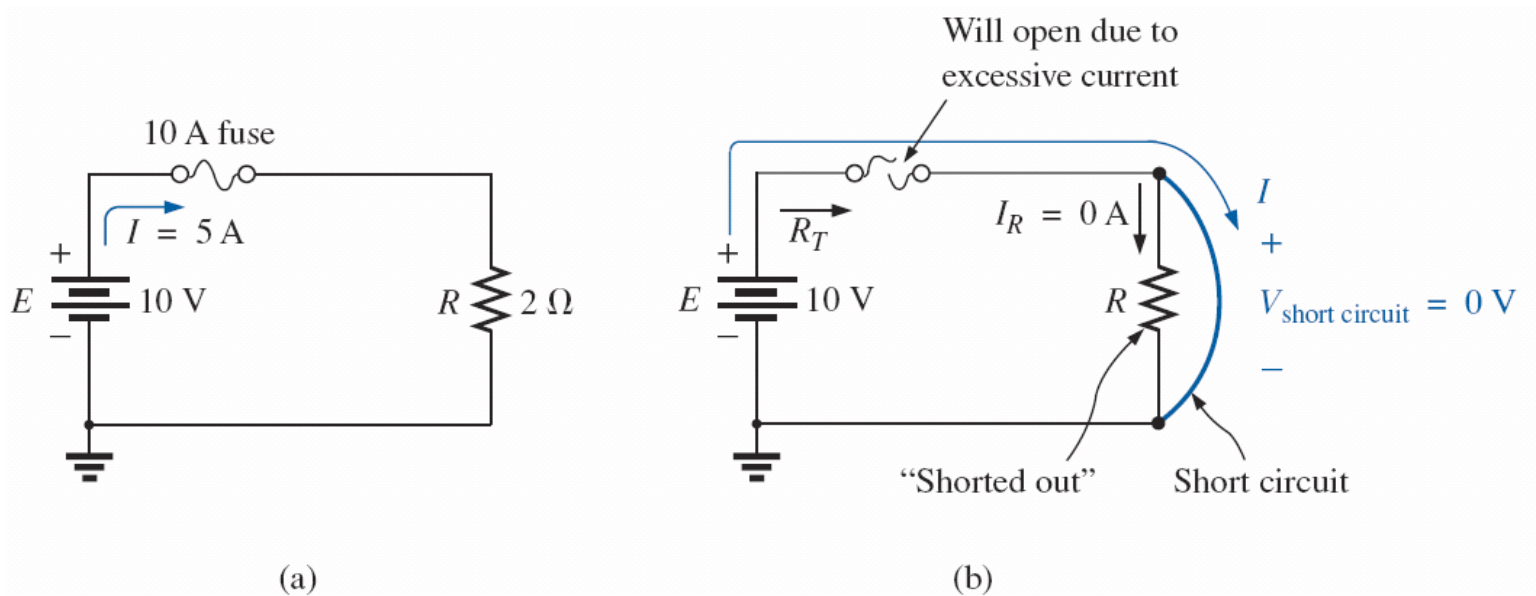 10 A fuse
I = 5 A
+
E
10 V
–
R
2 Ω
(a)
Will open due to
excessive current
R_T
I_R = 0 A
I
+
E
10 V
–
R
+
V_short circuit = 0 V
–
“Shorted out”
Short circuit
(b)